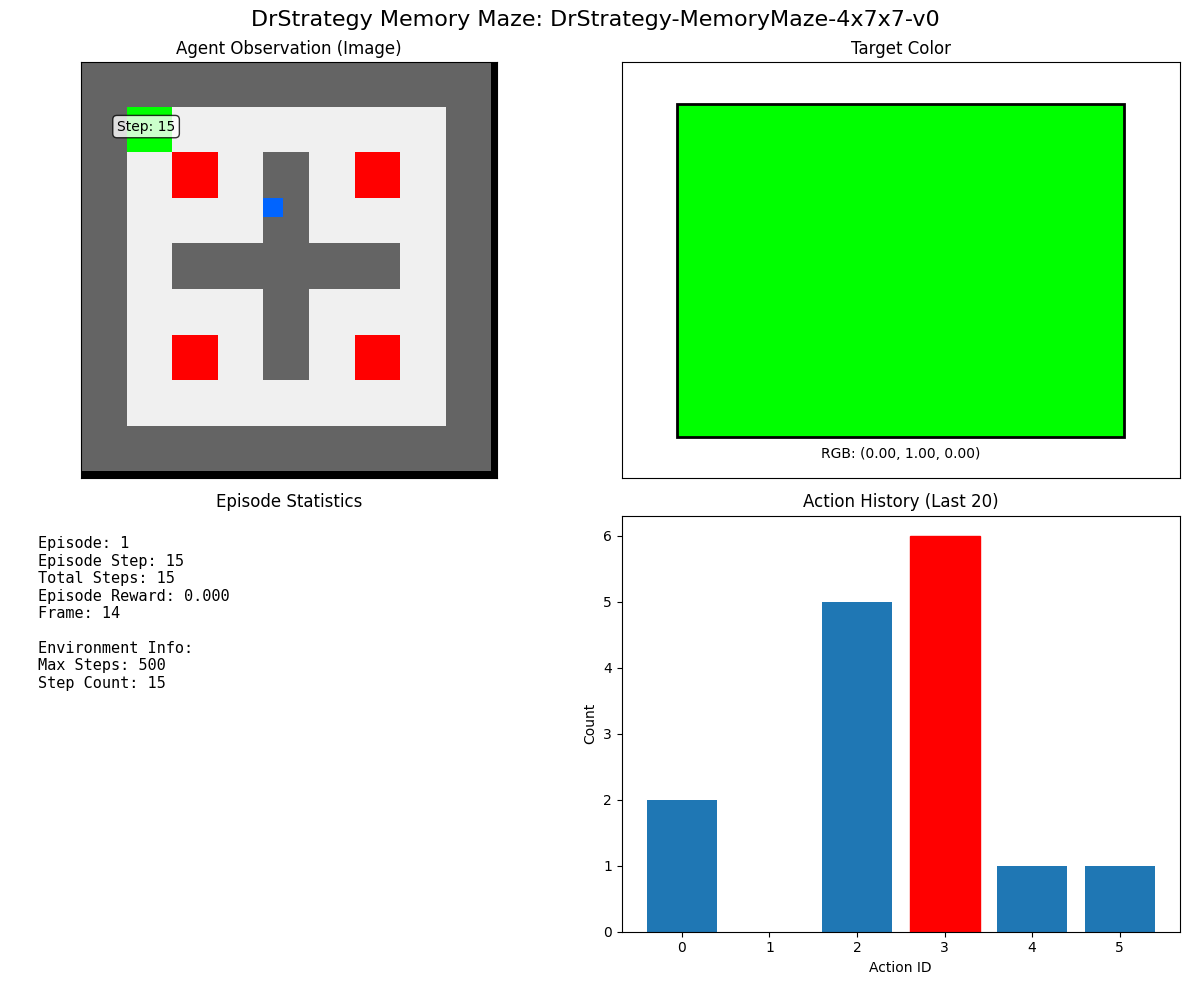 DrStrategy Memory Maze: DrStrategy-MemoryMaze-4x7x7-v0
Agent Observation (Image)
Step: 15
Target Color
RGB: (0.00, 1.00, 0.00)
Episode Statistics
Episode: 1
Episode Step: 15
Total Steps: 15
Episode Reward: 0.000
Frame: 14
Environment Info:
Max Steps: 500
Step Count: 15
Action History (Last 20)
Count
6
5
4
3
2
1
0
0 1 2 3 4 5
Action ID